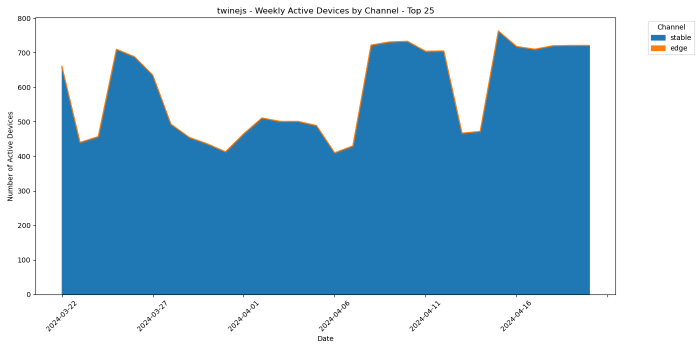 twinejs - Weekly Active Devices by Channel - Top 25
Channel
stable
edge
Number of Active Devices
800
700
600
500
400
300
200
100
0
2024-03-22
2024-03-27
2024-04-01
2024-04-06
2024-04-11
2024-04-16
Date